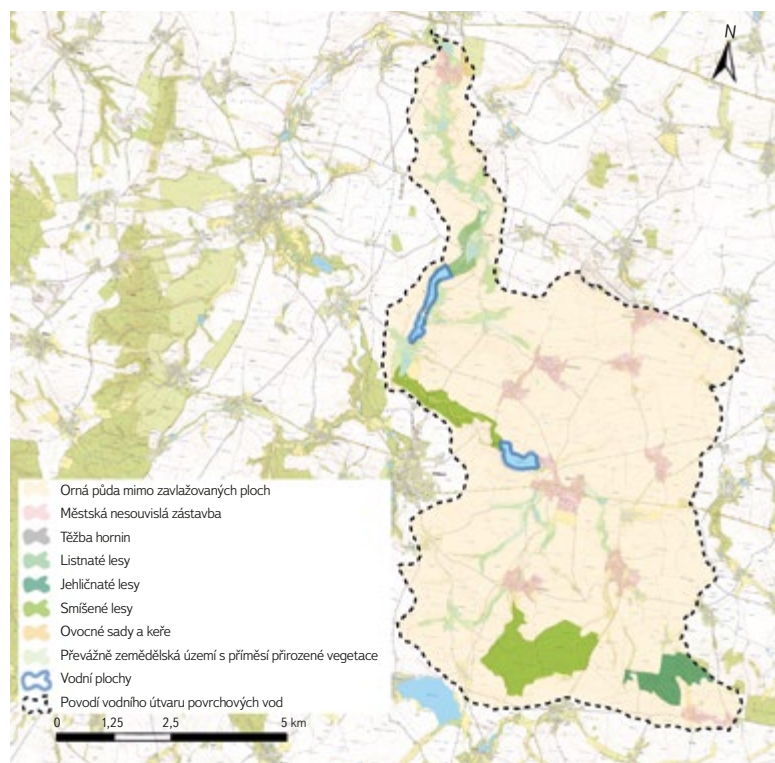 N
Orná půda mimo zavlažovaných ploch
Městská nesouvislá zástavba
Těžba hornin
Listnaté lesy
Jehličnaté lesy
Smíšené lesy
Ovocné sady a keře
Převážně zemědělská území s příměsí přirozené vegetace
Vodní plochy
Povodí vodního útvaru povrchových vod
0 1,25 2,5 5 km